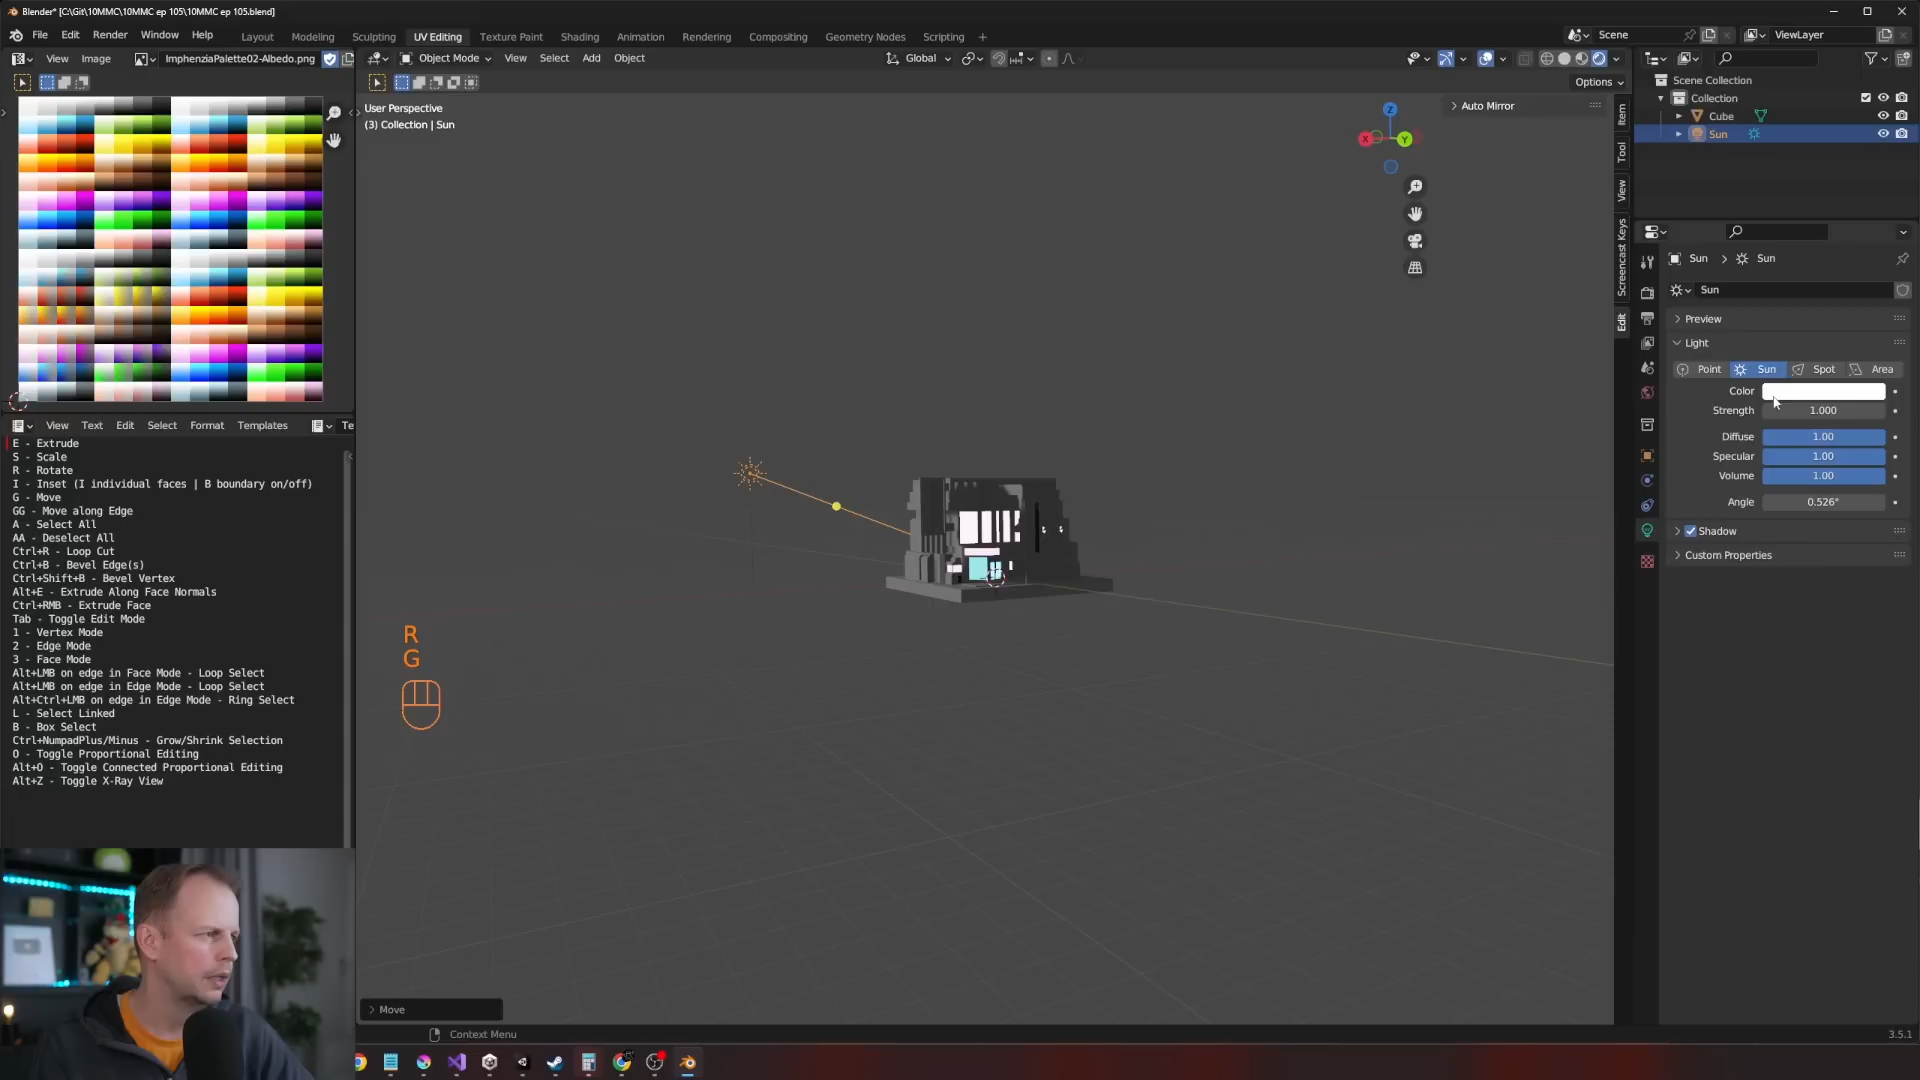 Blender* [C:\Git\10MMC\10MMC ep 105\10MMC ep 105.blend]
File Edit Render Window Help Layout Modeling Sculpting UV Editing Texture Paint Shading Animation Rendering Compositing Geometry Nodes Scripting + Scene ViewLayer
View Image ImphenziaPalette02-Albedo.png Object Mode View Select Add Object Global
Options
User Perspective
(3) Collection | Sun
Auto Mirror
Z
X
Y
Item
Tool
View
Screencast Keys
Edit
Scene Collection
Collection
Cube
Sun
Sun > Sun
Sun
Preview
Light
Point Sun Spot Area
Color
Strength 1.000
Diffuse 1.00
Specular 1.00
Volume 1.00
Angle 0.526°
Shadow
Custom Properties
View Text Edit Select Format Templates Te
E - Extrude
S - Scale
R - Rotate
I - Inset (I individual faces | B boundary on/off)
G - Move
GG - Move along Edge
A - Select All
AA - Deselect All
Ctrl+R - Loop Cut
Ctrl+B - Bevel Edge(s)
Ctrl+Shift+B - Bevel Vertex
Alt+E - Extrude Along Face Normals
Ctrl+RMB - Extrude Face
Tab - Toggle Edit Mode
1 - Vertex Mode
2 - Edge Mode
3 - Face Mode
Alt+LMB on edge in Face Mode - Loop Select
Alt+LMB on edge in Edge Mode - Loop Select
Alt+Ctrl+LMB on edge in Edge Mode - Ring Select
L - Select Linked
B - Box Select
Ctrl+NumpadPlus/Minus - Grow/Shrink Selection
O - Toggle Proportional Editing
Alt+O - Toggle Connected Proportional Editing
Alt+Z - Toggle X-Ray View
R
G
Move
Context Menu
3.5.1